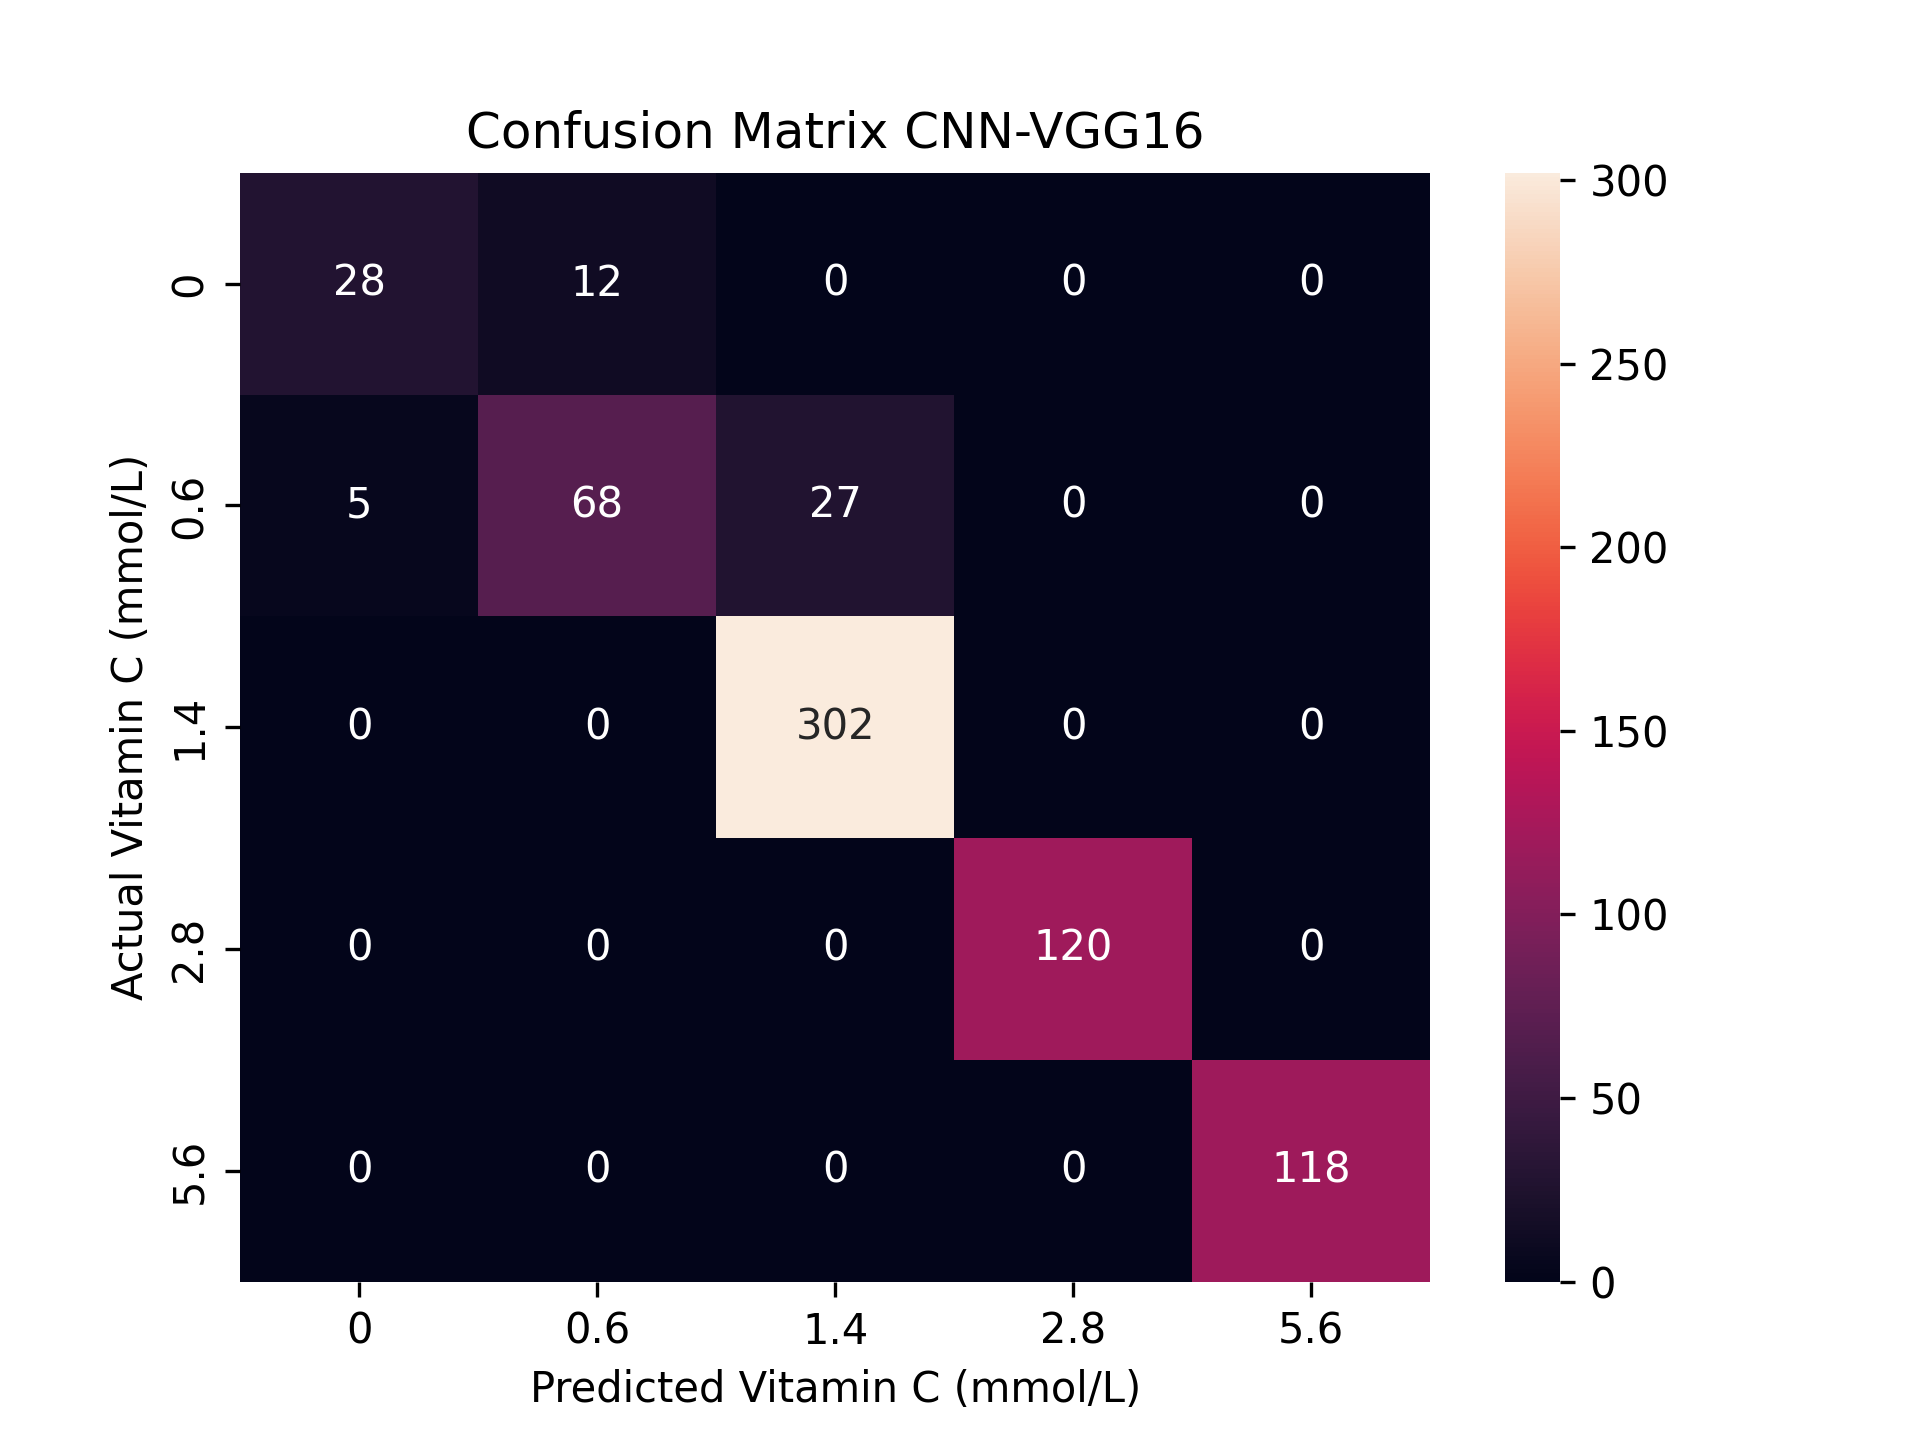 Confusion Matrix CNN-VGG16
Actual Vitamin C (mmol/L)
0 28 12 0 0 0
0.6 5 68 27 0 0
1.4 0 0 302 0 0
2.8 0 0 0 120 0
5.6 0 0 0 0 118
0 0.6 1.4 2.8 5.6
Predicted Vitamin C (mmol/L)
300
250
200
150
100
50
0